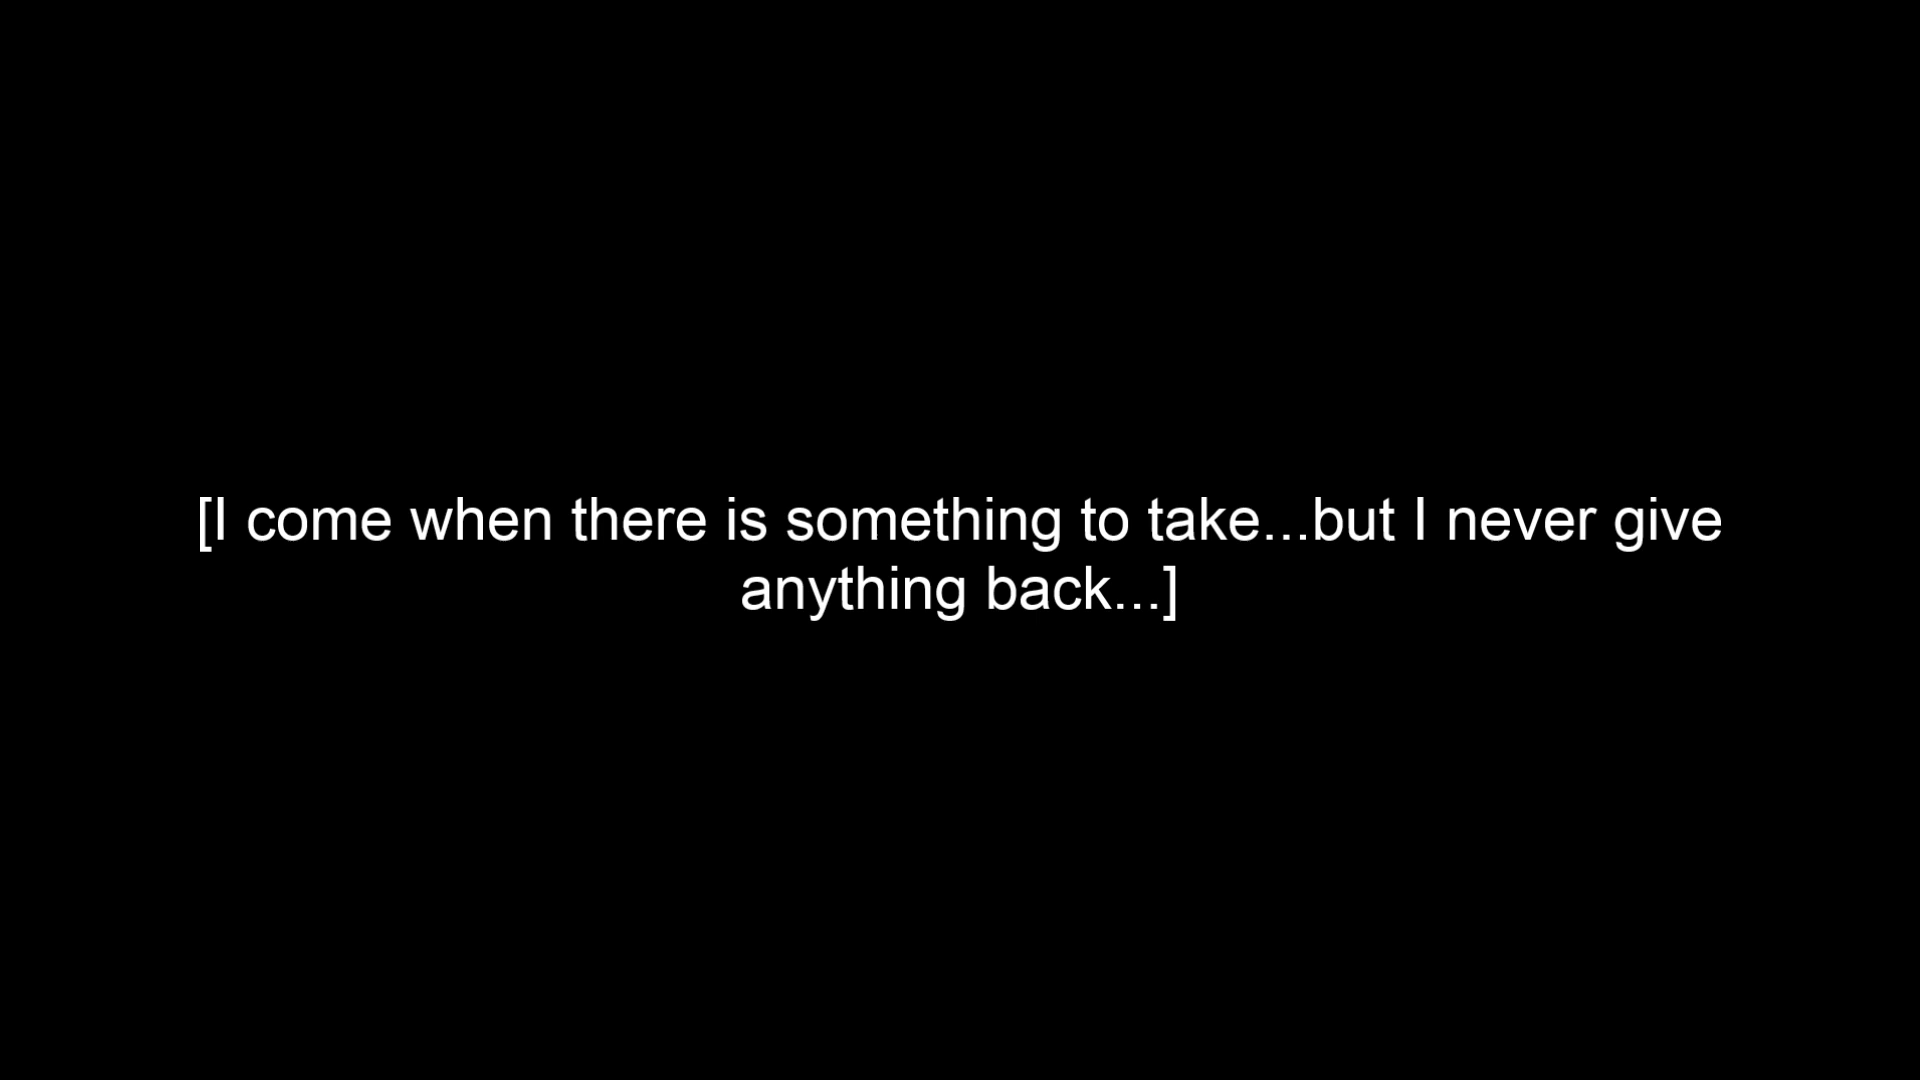 [I come when there is something to take...but I never give
anything back...]